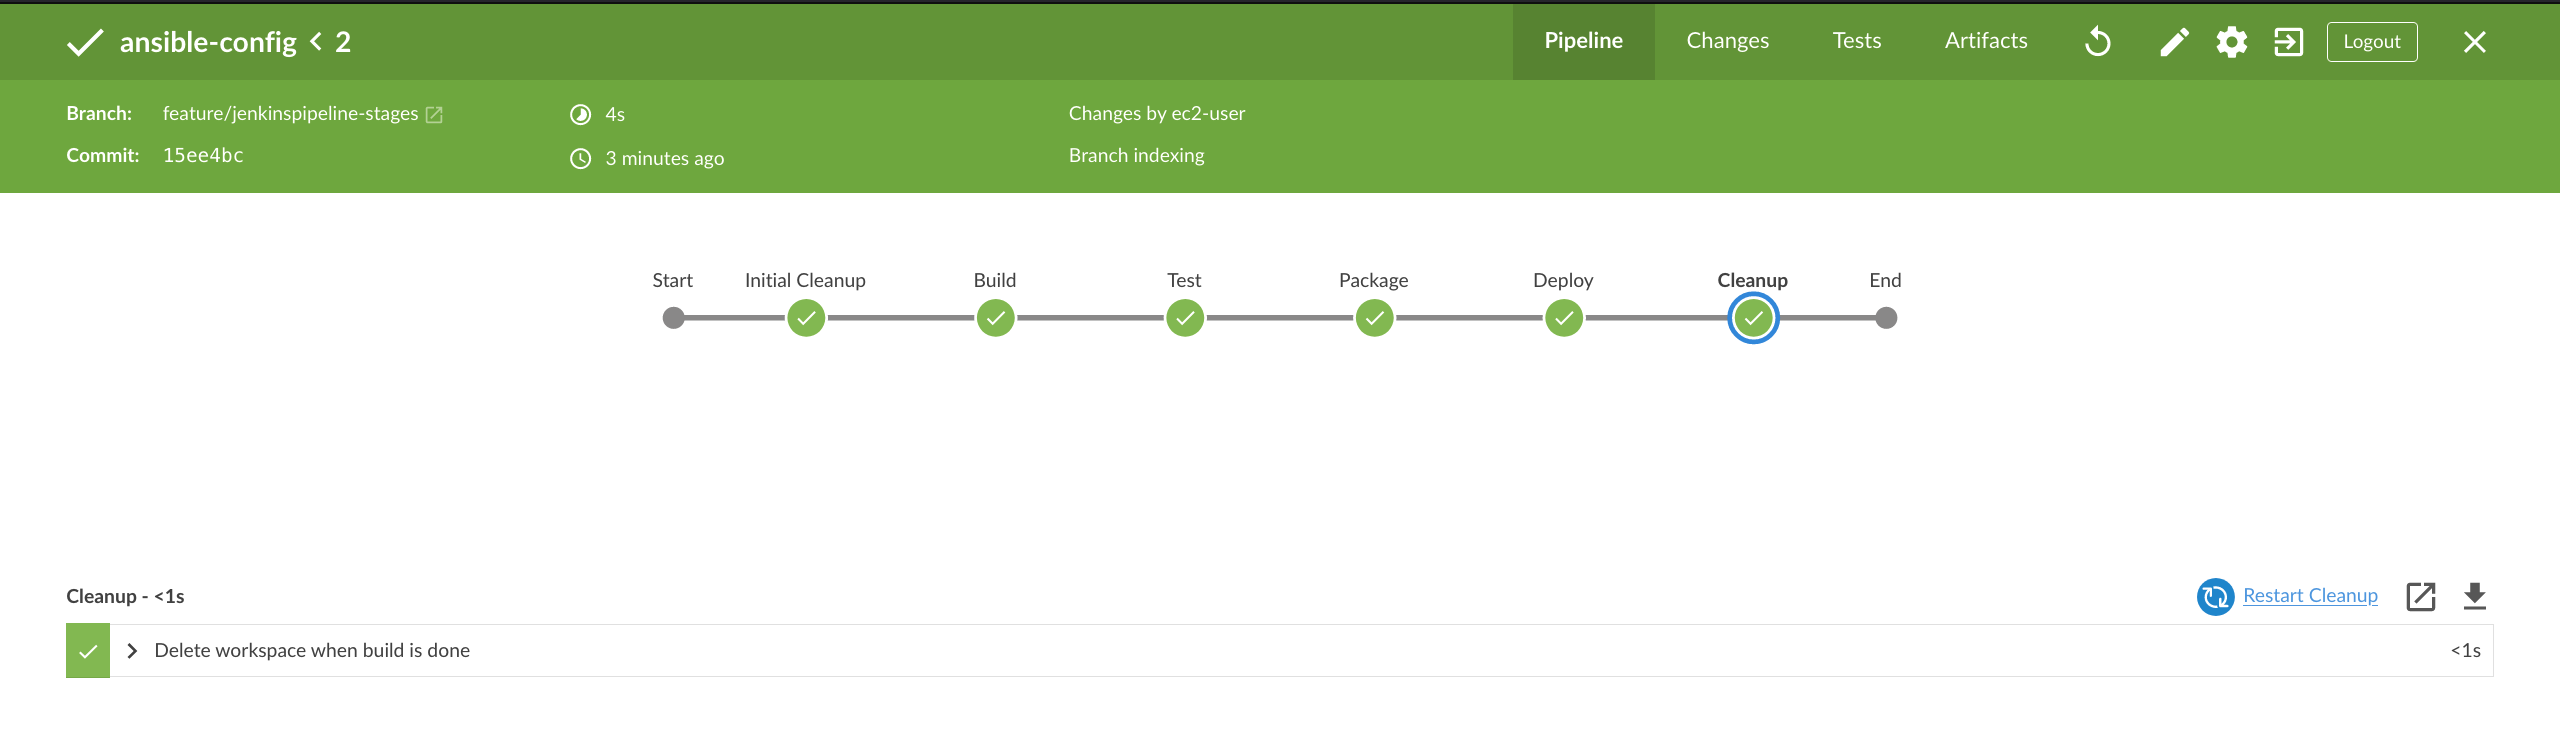 ansible-config < 2
Pipeline Changes Tests Artifacts Logout
Branch: feature/jenkinspipeline-stages 4s Changes by ec2-user
Commit: 15ee4bc 3 minutes ago Branch indexing
Start Initial Cleanup Build Test Package Deploy Cleanup End
Cleanup - <1s Restart Cleanup
Delete workspace when build is done <1s